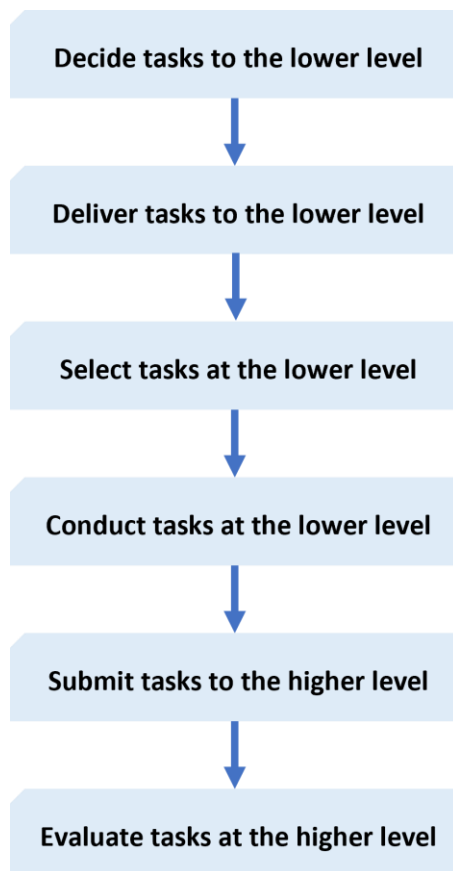 Decide tasks to the lower level
Deliver tasks to the lower level
Select tasks at the lower level
Conduct tasks at the lower level
Submit tasks to the higher level
Evaluate tasks at the higher level